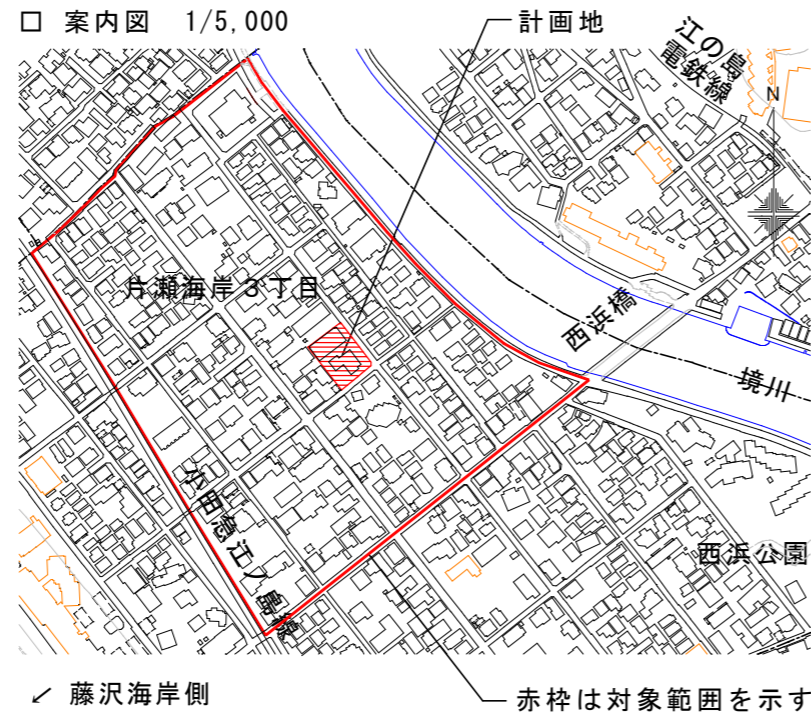 □ 案内図 1/5,000
計画地
江の島
電鉄線
N
片瀬海岸3丁目
西浜橋
境川
小田急江ノ島線
西浜公園
↙ 藤沢海岸側
赤枠は対象範囲を示す